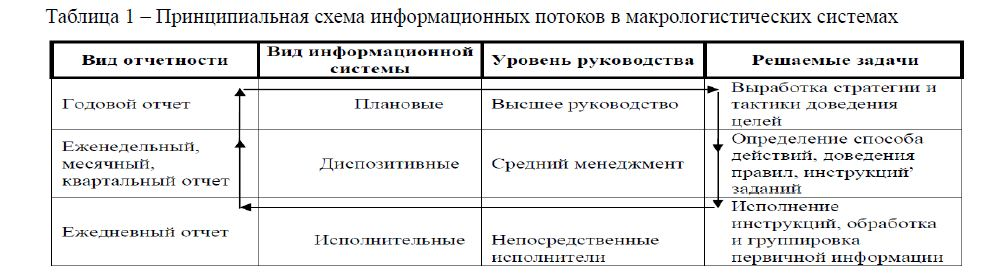 Таблица 1 – Принципиальная схема информационных потоков в макрологистических системах
Вид отчетности
Вид информационной
системы
Уровень руководства
Решаемые задачи
Годовой отчет
Плановые
Высшее руководство
Выработка стратегии и
тактики доведения
целей
Еженедельный,
месячный,
квартальный отчет
Диспозитивные
Средний менеджмент
Определение способа
действий, доведения
правил, инструкций’
заданий
Ежедневный отчет
Исполнительные
Непосредственные
исполнители
Исполнение
инструкций, обработка
и группировка
первичной информации